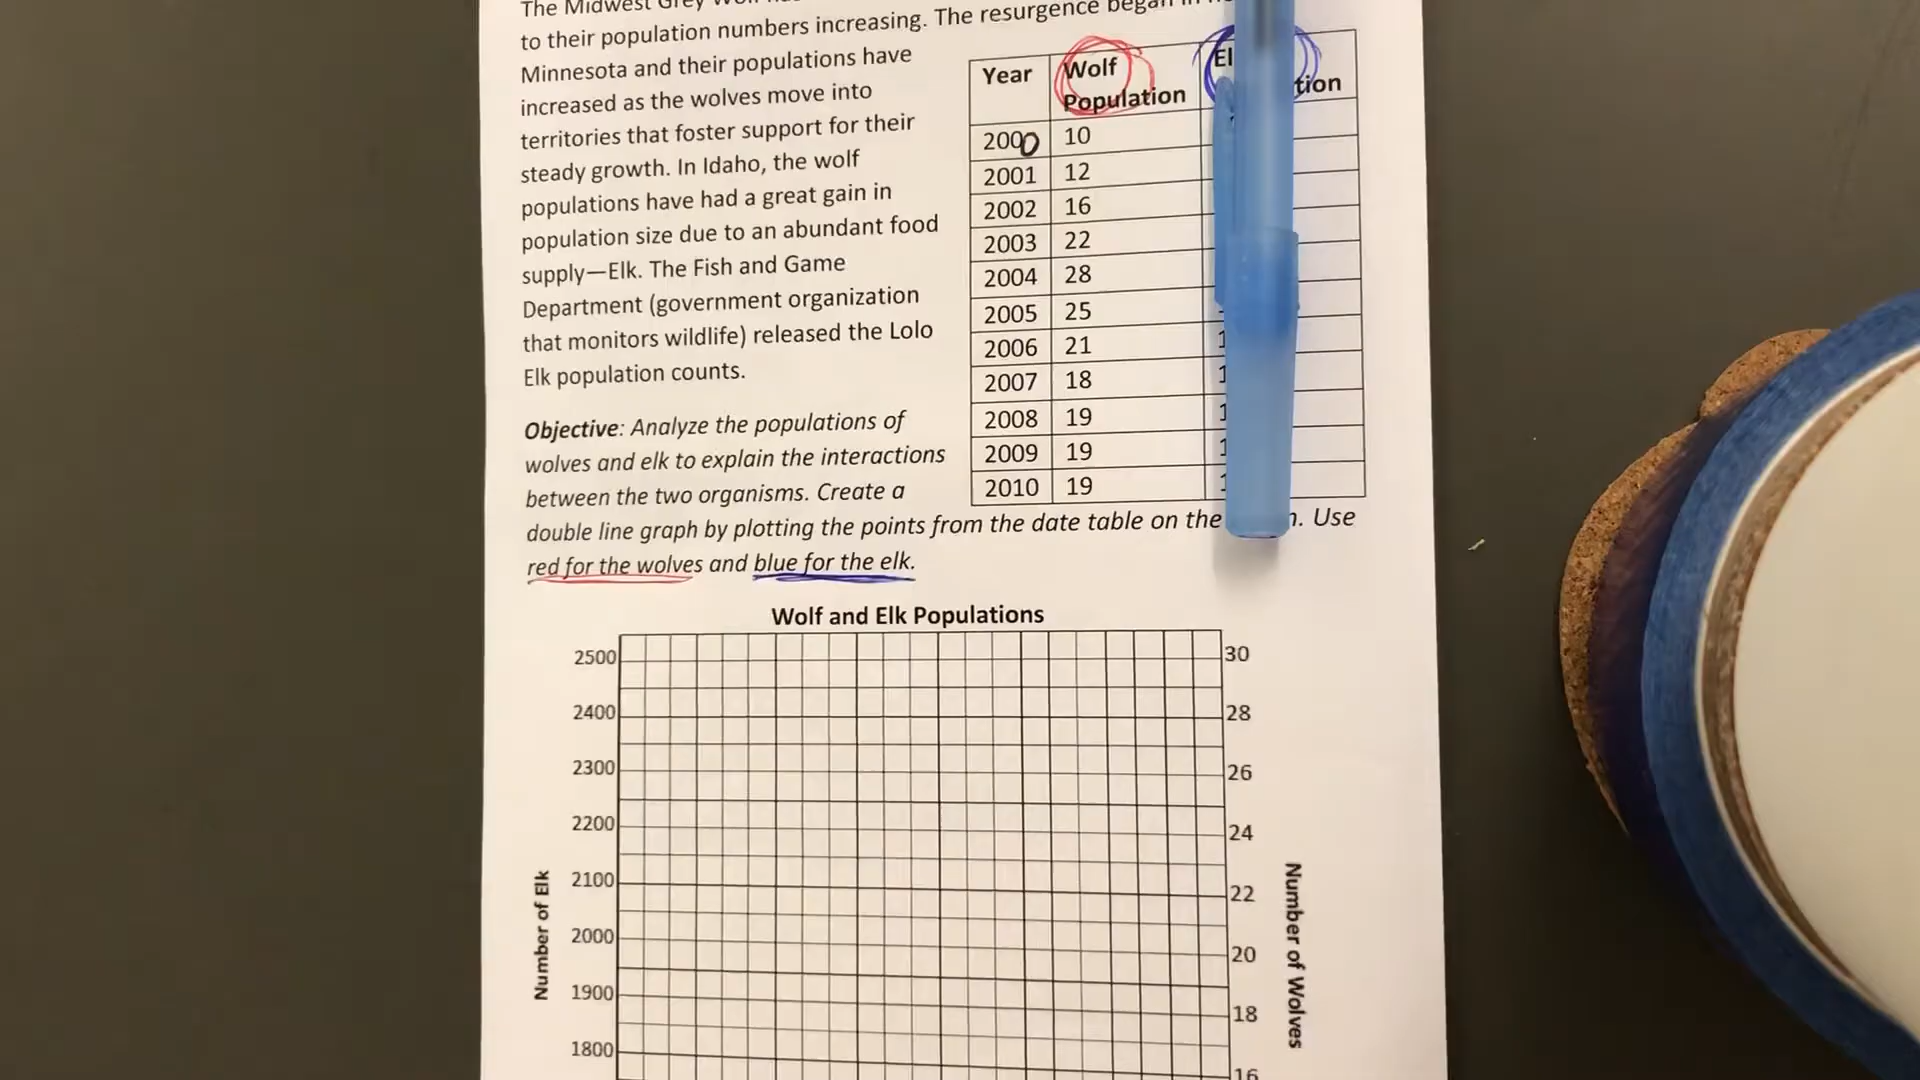 The Midwest Grey
to their population numbers increasing. The resurgence began in
Minnesota and their populations have
increased as the wolves move into
territories that foster support for their
steady growth. In Idaho, the wolf
populations have had a great gain in
population size due to an abundant food
supply—Elk. The Fish and Game
Department (government organization
that monitors wildlife) released the Lolo
Elk population counts.
Year Wolf Population
2000 10
2001 12
2002 16
2003 22
2004 28
2005 25
2006 21
2007 18
2008 19
2009 19
2010 19
Objective: Analyze the populations of
wolves and elk to explain the interactions
between the two organisms. Create a
double line graph by plotting the points from the date table on the Use
red for the wolves and blue for the elk.
Wolf and Elk Populations
2500
2400
2300
2200
2100
2000
1900
1800
Number of Elk
30
28
26
24
22
20
18
16
Number of Wolves